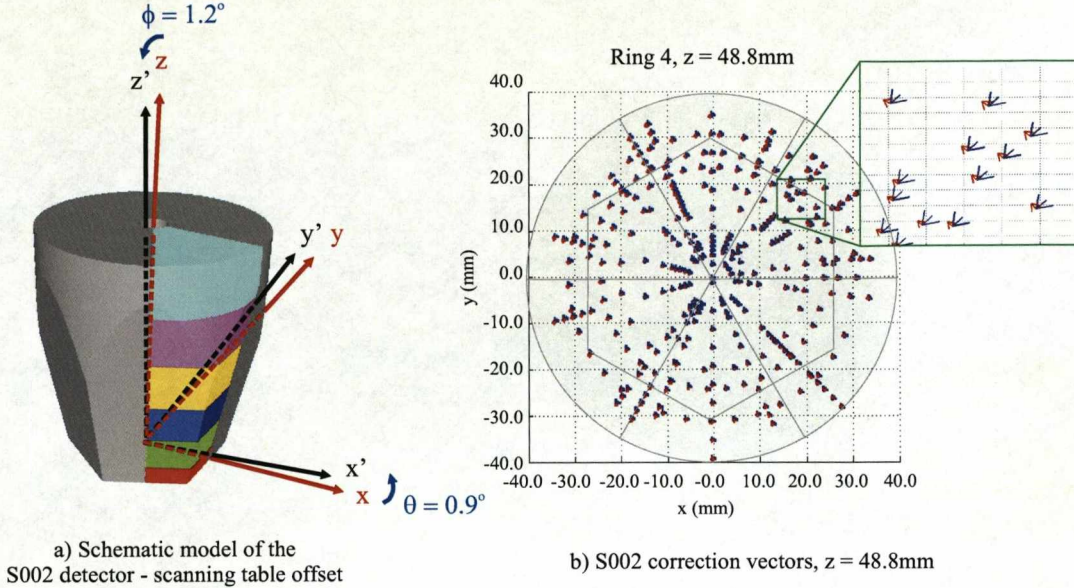 ϕ = 1.2°
z' z
y' y
x'
x
θ = 0.9°
a) Schematic model of the
S002 detector - scanning table offset
Ring 4, z = 48.8mm
40.0
30.0
20.0
10.0
0.0
-10.0
-20.0
-30.0
-40.0
y (mm)
-40.0 -30.0 -20.0 -10.0 -0.0 10.0 20.0 30.0 40.0
x (mm)
b) S002 correction vectors, z = 48.8mm